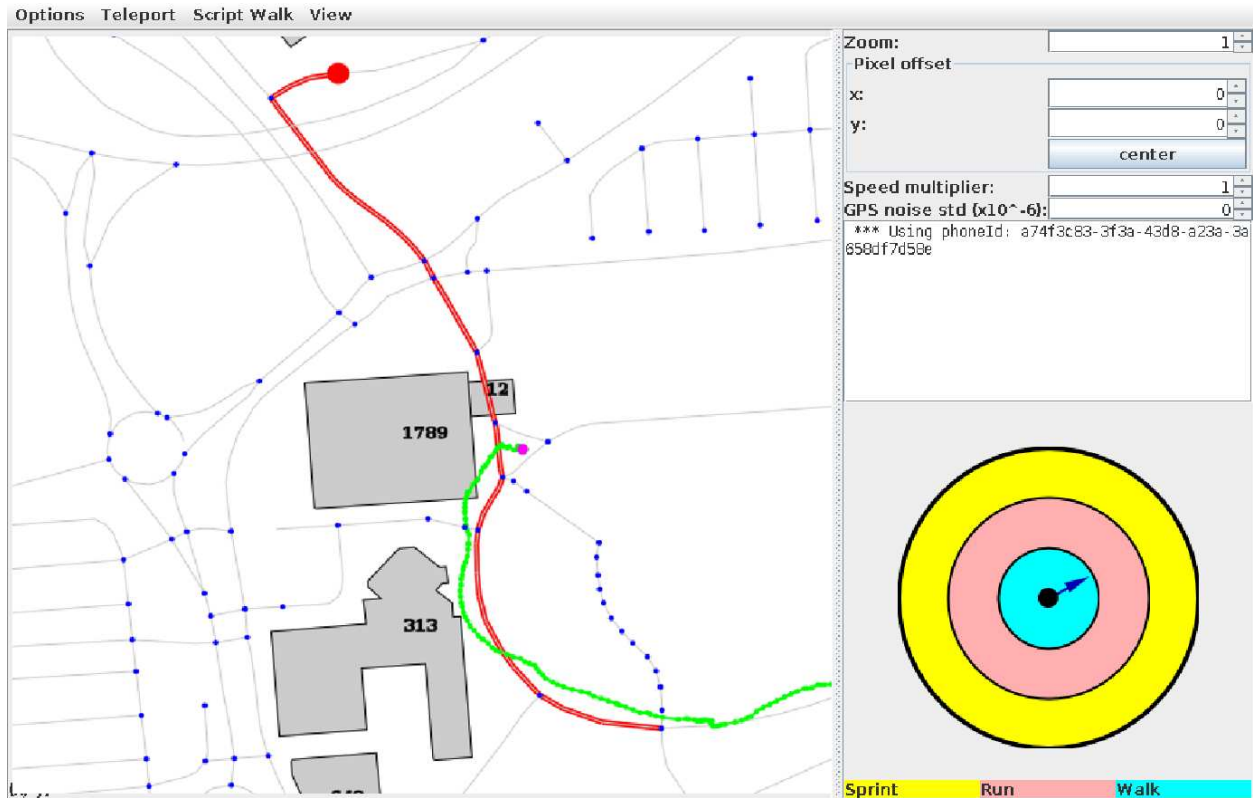 Options Teleport Script Walk View
Zoom: 1
Pixel offset
x: 0
y: 0
center
Speed multiplier: 1
GPS noise std (x10^-6): 0
*** Using phoneId: a74f3c83-3f3a-43d8-a23a-3a
658df7d58e
12
1789
313
Sprint Run Walk